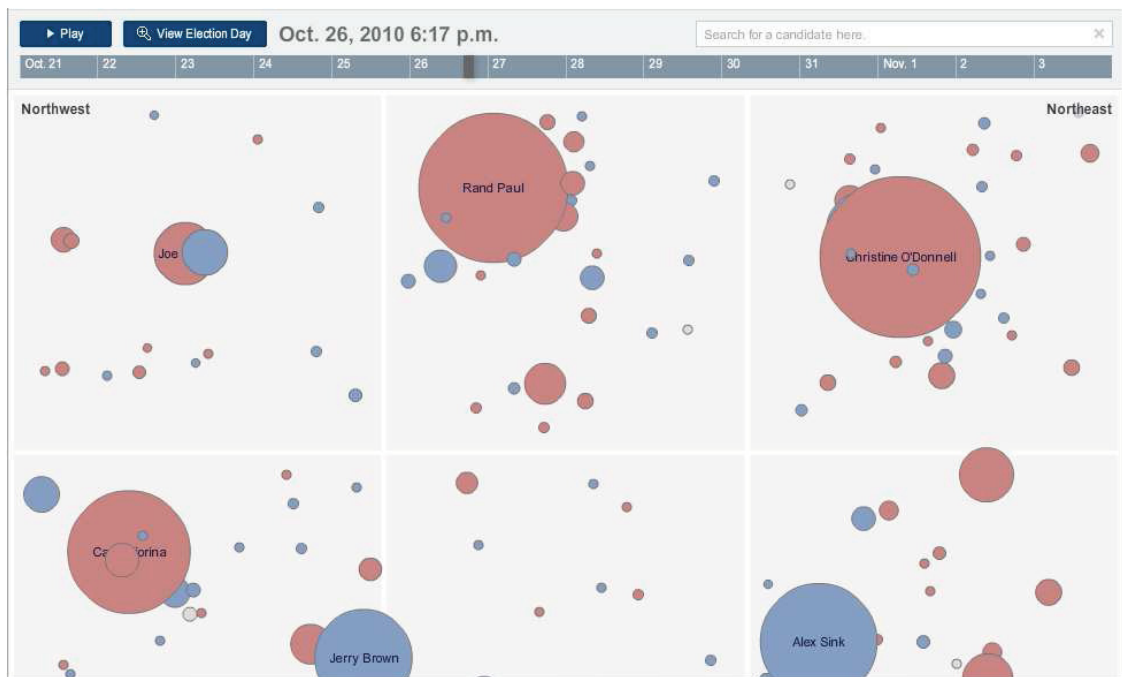 Play
View Election Day
Oct. 26, 2010 6:17 p.m.
Search for a candidate here.
Oct. 21 22 23 24 25 26 27 28 29 30 31 Nov. 1 2 3
Northwest
Northeast
Rand Paul
Joe
Christine O'Donnell
Ca orina
Jerry Brown
Alex Sink